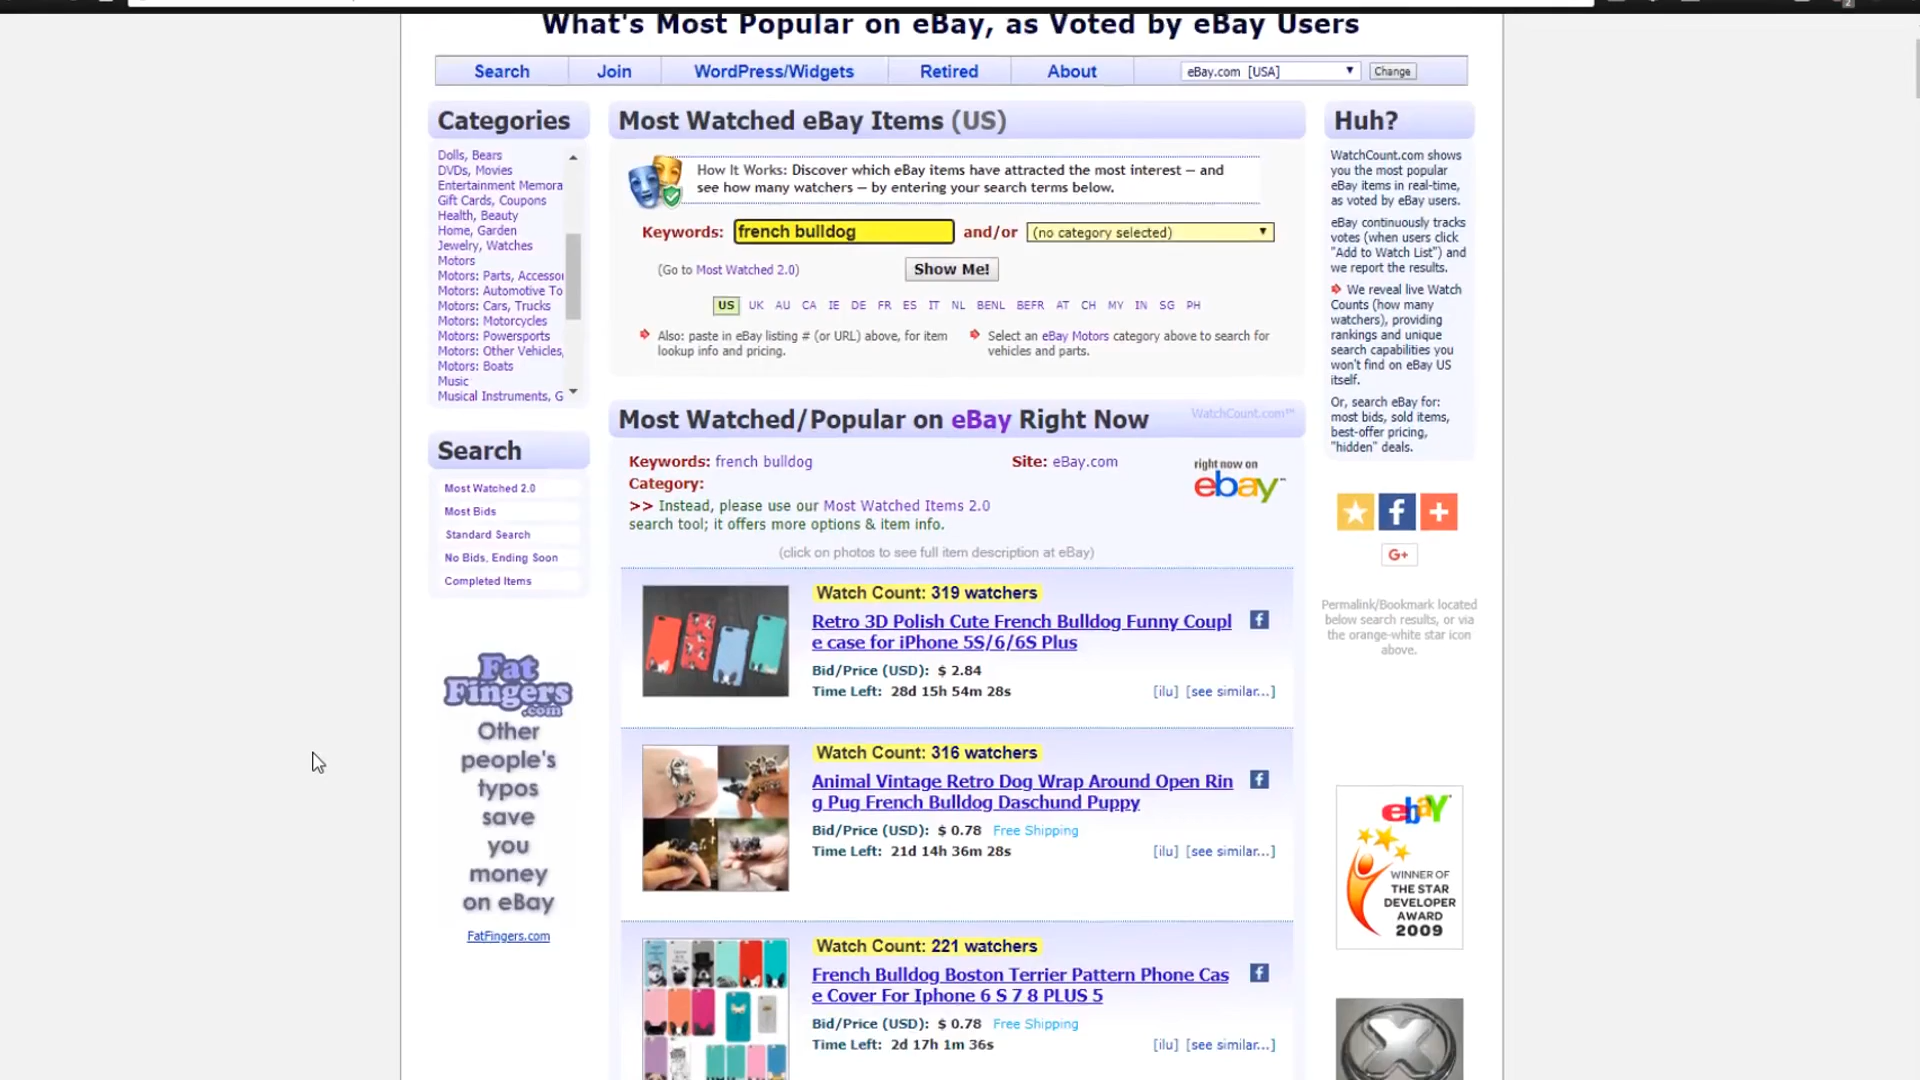 What's Most Popular on eBay, as Voted by eBay Users
Search
Join
WordPress/Widgets
Retired
About
eBay.com [USA]
Change
Categories
Dolls, Bears
DVDs, Movies
Entertainment Memora
Gift Cards, Coupons
Health, Beauty
Home, Garden
Jewelry, Watches
Motors
Motors: Parts, Accessor
Motors: Automotive To
Motors: Cars, Trucks
Motors: Motorcycles
Motors: Powersports
Motors: Other Vehicles,
Motors: Boats
Music
Musical Instruments, G
Search
Most Watched 2.0
Most Bids
Standard Search
No Bids, Ending Soon
Completed Items
Fat
Fingers
.com
Other
people's
typos
save
you
money
on eBay
FatFingers.com
Most Watched eBay Items (US)
How It Works: Discover which eBay items have attracted the most interest — and
see how many watchers — by entering your search terms below.
Keywords: french bulldog and/or (no category selected)
(Go to Most Watched 2.0)
Show Me!
US UK AU CA IE DE FR ES IT NL BENL BEFR AT CH MY IN SG PH
Also: paste in eBay listing # (or URL) above, for item
lookup info and pricing.
Select an eBay Motors category above to search for
vehicles and parts.
Most Watched/Popular on eBay Right Now
WatchCount.com™
Keywords: french bulldog
Site: eBay.com
Category:
right now on
ebay™
>> Instead, please use our Most Watched Items 2.0
search tool; it offers more options & item info.
(click on photos to see full item description at eBay)
Watch Count: 319 watchers
Retro 3D Polish Cute French Bulldog Funny Coupl
e case for iPhone 5S/6/6S Plus
Bid/Price (USD): $ 2.84
Time Left: 28d 15h 54m 28s
[ilu] [see similar...]
Watch Count: 316 watchers
Animal Vintage Retro Dog Wrap Around Open Rin
g Pug French Bulldog Daschund Puppy
Bid/Price (USD): $ 0.78 Free Shipping
Time Left: 21d 14h 36m 28s
[ilu] [see similar...]
Watch Count: 221 watchers
French Bulldog Boston Terrier Pattern Phone Cas
e Cover For Iphone 6 S 7 8 PLUS 5
Bid/Price (USD): $ 0.78 Free Shipping
Time Left: 2d 17h 1m 36s
[ilu] [see similar...]
Huh?
WatchCount.com shows
you the most popular
eBay items in real-time,
as voted by eBay users.
eBay continuously tracks
votes (when users click
"Add to Watch List") and
we report the results.
We reveal live Watch
Counts (how many
watchers), providing
rankings and unique
search capabilities you
won't find on eBay US
itself.
Or, search eBay for:
most bids, sold items,
best-offer pricing,
"hidden" deals.
G+
Permalink/Bookmark located
below search results, or via
the orange-white star icon
above.
ebay
WINNER OF
THE STAR
DEVELOPER
AWARD
2009